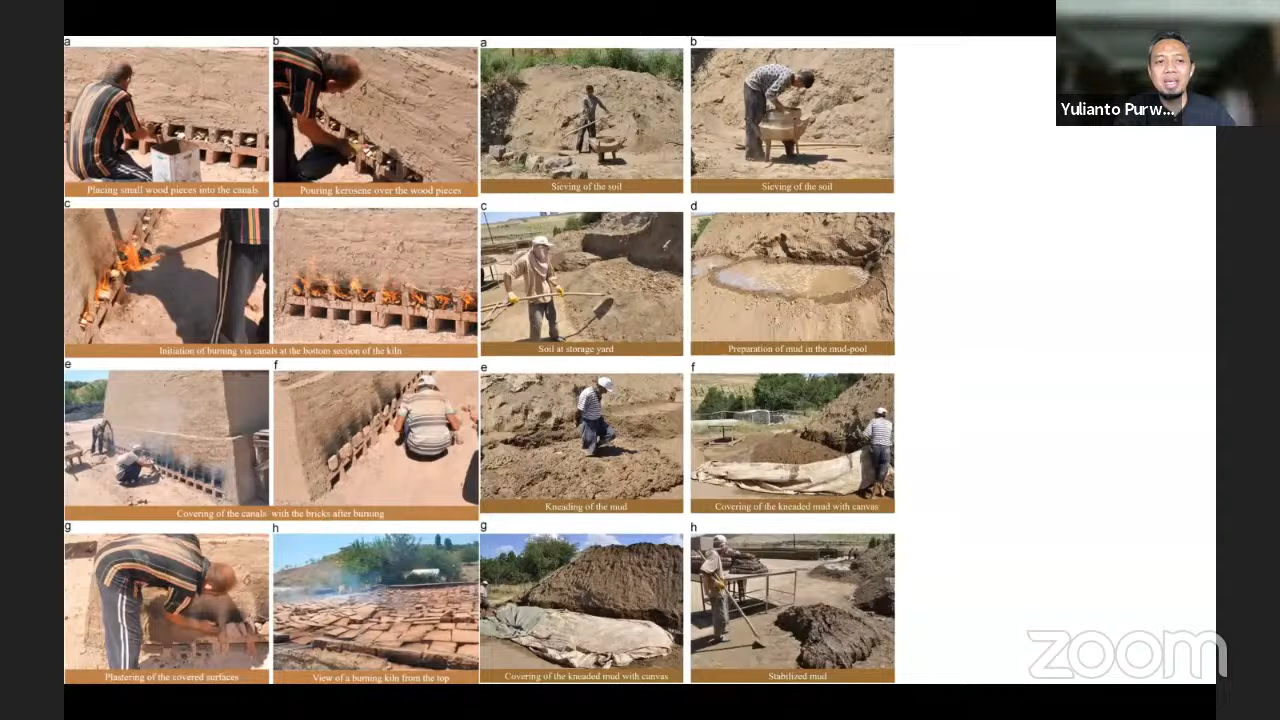 a
b
Placing small wood pieces into the canals
Pouring kerosene over the wood pieces
c
d
Initiation of burning via canals at the bottom section of the kiln
e
f
Covering of the canals with the bricks after burning
g
h
Plastering of the covered surfaces
View of a burning kiln from the top
a
b
Sieving of the soil
Sieving of the soil
c
d
Soil at storage yard
Preparation of mud in the mud-pool
e
f
Kneading of the mud
Covering of the kneaded mud with canvas
g
h
Covering of the kneaded mud with canvas
Stabilized mud
Yulianto Purw...
zoom